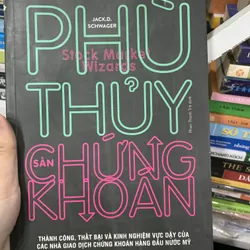 JACK.D.
SCHWAGER
PHÙ
Stock Market
Wizards
THỦY
SÀN
CHỨNG
KHOÁN
THÀNH CÔNG, THẤT BẠI VÀ KINH NGHIỆM VỰC DẬY CỦA
CÁC NHÀ GIAO DỊCH CHỨNG KHOÁN HÀNG ĐẦU NƯỚC MỸ